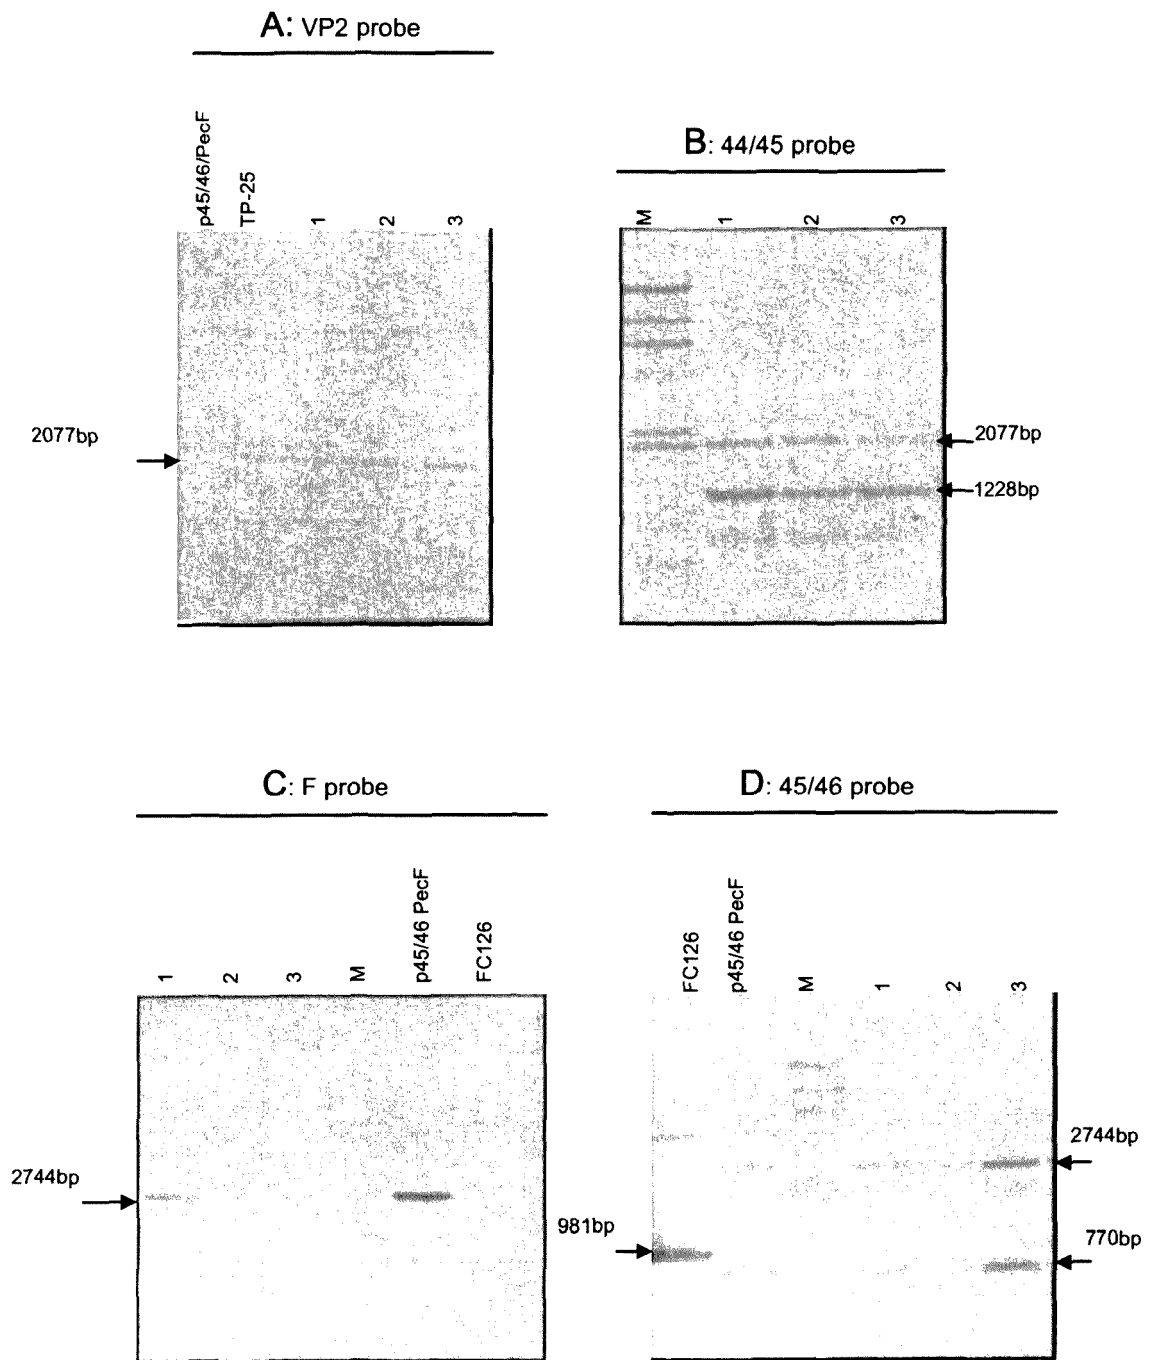 A: VP2 probe
p45/46/PecF
TP-25
1
2
3
2077bp
B: 44/45 probe
M
1
2
3
2077bp
1228bp
C: F probe
1
2
3
M
p45/46 PecF
FC126
2744bp
D: 45/46 probe
FC126
p45/46 PecF
M
1
2
3
981bp
2744bp
770bp